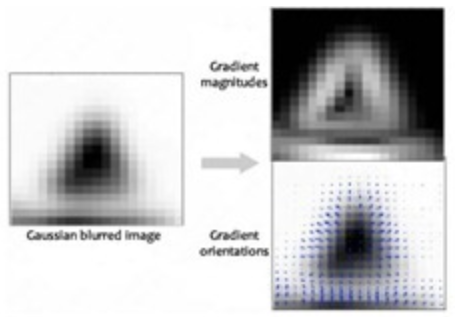 Gradient
magnitudes
Gaussian blurred image
Gradient
orientations